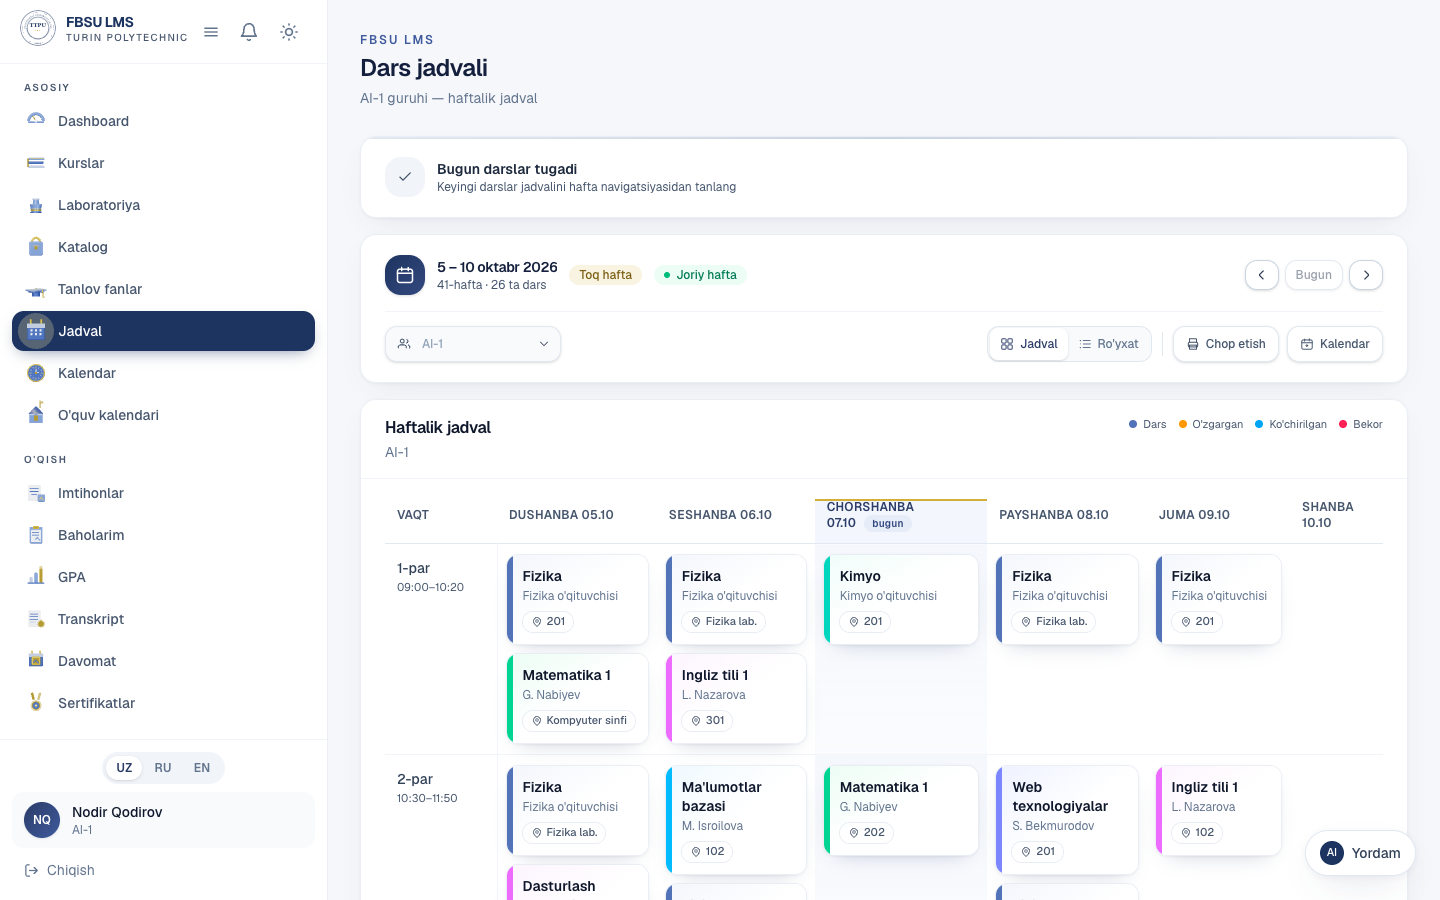 TTPU
FBSU LMS
TURIN POLYTECHNIC
ASOSIY
Dashboard
Kurslar
Laboratoriya
Katalog
Tanlov fanlar
Jadval
Kalendar
O'quv kalendari
O'QISH
Imtihonlar
Baholarim
GPA
Transkript
Davomat
Sertifikatlar
UZ RU EN
NQ
Nodir Qodirov
AI-1
Chiqish
FBSU LMS
Dars jadvali
AI-1 guruhi — haftalik jadval
Bugun darslar tugadi
Keyingi darslar jadvalini hafta navigatsiyasidan tanlang
5 – 10 oktabr 2026 Toq hafta Joriy hafta
41-hafta · 26 ta dars
Bugun
AI-1
Jadval Ro'yxat Chop etish Kalendar
Haftalik jadval
AI-1
Dars O'zgargan Ko'chirilgan Bekor
VAQT DUSHANBA 05.10 SESHANBA 06.10 CHORSHANBA 07.10 bugun PAYSHANBA 08.10 JUMA 09.10 SHANBA 10.10
1-par
09:00–10:20
Fizika
Fizika o'qituvchisi
201
Matematika 1
G. Nabiyev
Kompyuter sinfi
Fizika
Fizika o'qituvchisi
Fizika lab.
Ingliz tili 1
L. Nazarova
301
Kimyo
Kimyo o'qituvchisi
201
Fizika
Fizika o'qituvchisi
Fizika lab.
Fizika
Fizika o'qituvchisi
201
2-par
10:30–11:50
Fizika
Fizika o'qituvchisi
Fizika lab.
Dasturlash
Ma'lumotlar
bazasi
M. Isroilova
102
Matematika 1
G. Nabiyev
202
Web
texnologiyalar
S. Bekmurodov
201
Ingliz tili 1
L. Nazarova
102
AI Yordam